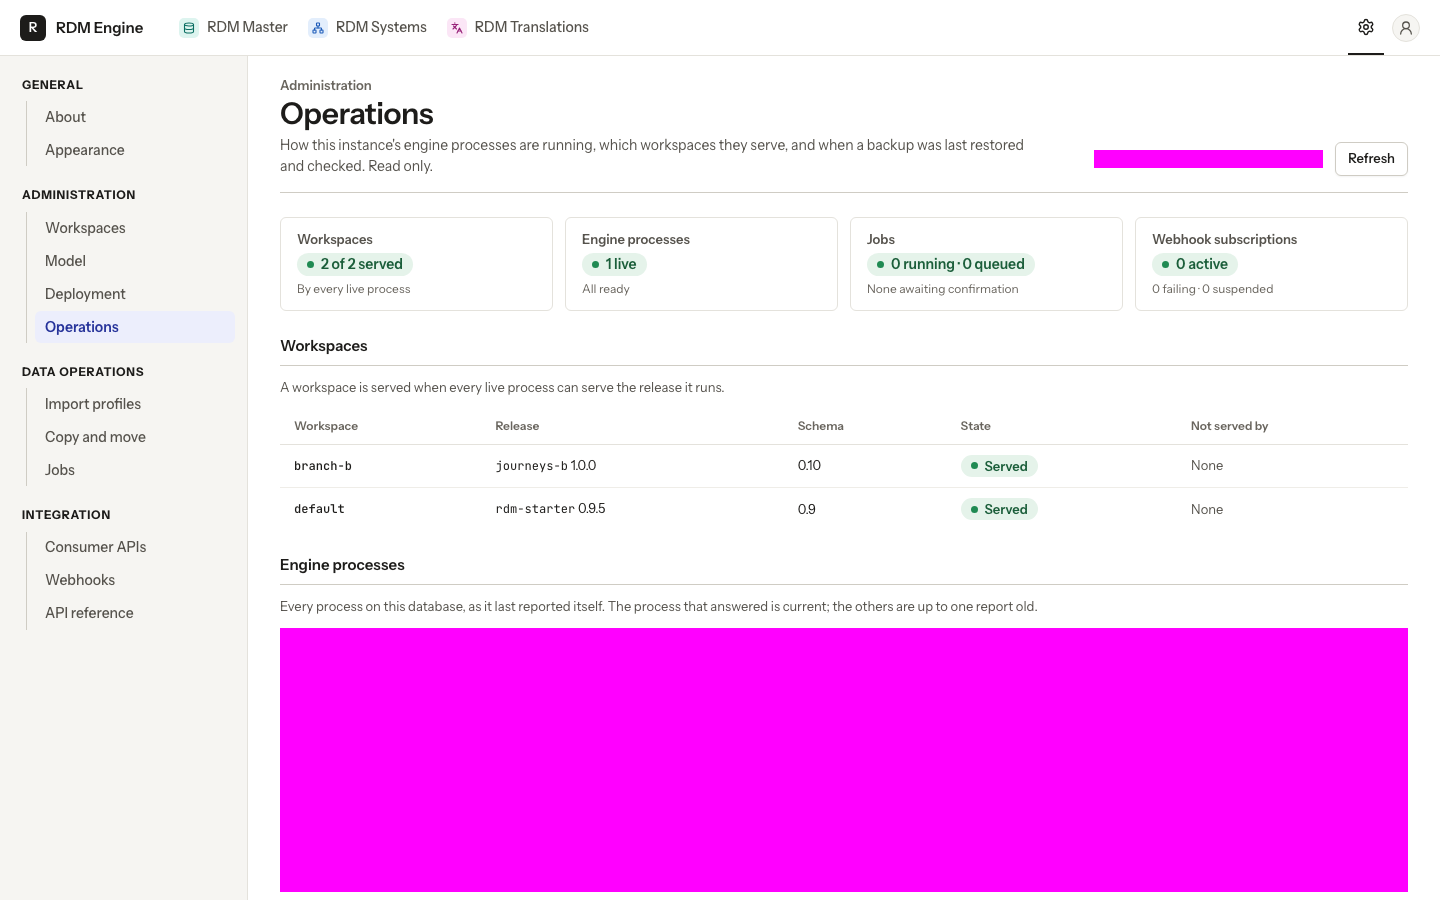 R RDM Engine RDM Master RDM Systems RDM Translations
GENERAL
About
Appearance
ADMINISTRATION
Workspaces
Model
Deployment
Operations
DATA OPERATIONS
Import profiles
Copy and move
Jobs
INTEGRATION
Consumer APIs
Webhooks
API reference
Administration
Operations
How this instance's engine processes are running, which workspaces they serve, and when a backup was last restored
and checked. Read only.
Refresh
Workspaces
2 of 2 served
By every live process
Engine processes
1 live
All ready
Jobs
0 running · 0 queued
None awaiting confirmation
Webhook subscriptions
0 active
0 failing · 0 suspended
Workspaces
A workspace is served when every live process can serve the release it runs.
Workspace Release Schema State Not served by
branch-b journeys-b 1.0.0 0.10 Served None
default rdm-starter 0.9.5 0.9 Served None
Engine processes
Every process on this database, as it last reported itself. The process that answered is current; the others are up to one report old.